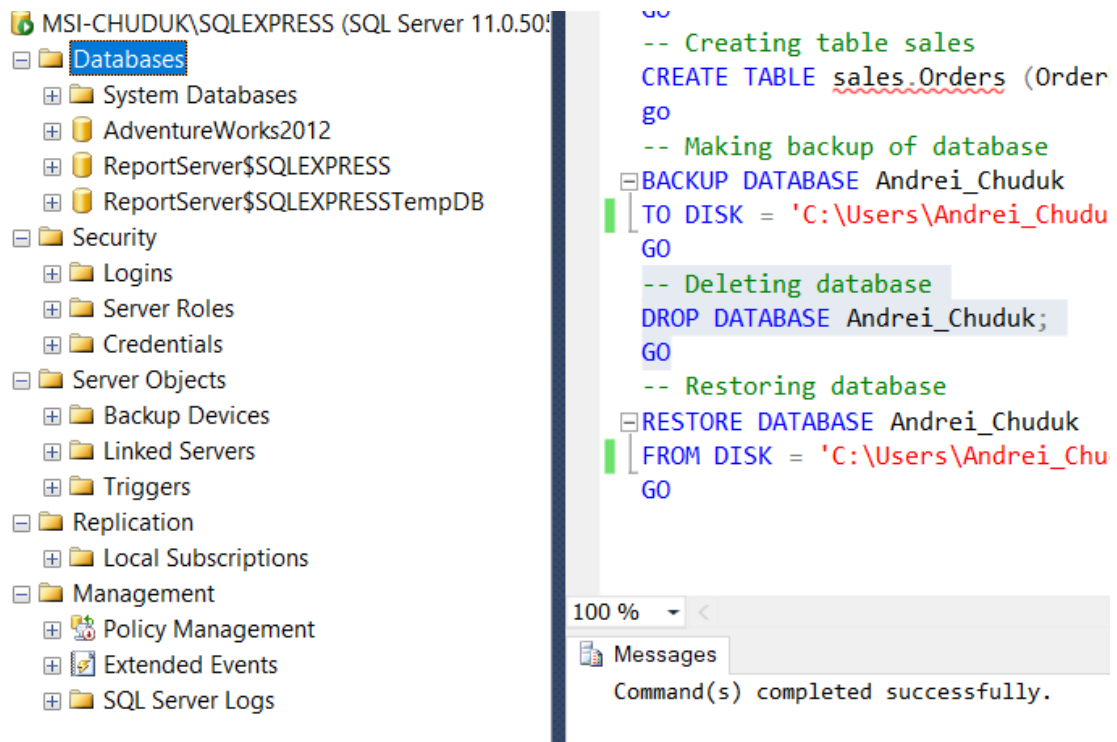 MSI-CHUDUK\SQLEXPRESS (SQL Server 11.0.505
Databases
System Databases
AdventureWorks2012
ReportServer$SQLEXPRESS
ReportServer$SQLEXPRESSTempDB
Security
Logins
Server Roles
Credentials
Server Objects
Backup Devices
Linked Servers
Triggers
Replication
Local Subscriptions
Management
Policy Management
Extended Events
SQL Server Logs
GO
-- Creating table sales
CREATE TABLE sales.Orders (Order
go
-- Making backup of database
BACKUP DATABASE Andrei_Chuduk
TO DISK = 'C:\Users\Andrei_Chudu
GO
-- Deleting database
DROP DATABASE Andrei_Chuduk;
GO
-- Restoring database
RESTORE DATABASE Andrei_Chuduk
FROM DISK = 'C:\Users\Andrei_Chu
GO
100 %
Messages
Command(s) completed successfully.